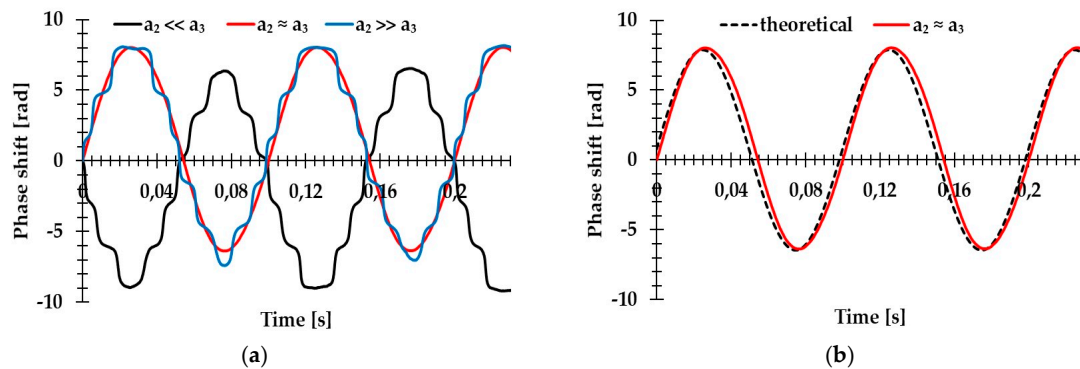 a₂ << a₃ a₂ ≈ a₃ a₂ >> a₃
10
5
0
-5
-10
0 0,04 0,08 0,12 0,16 0,2
Phase shift [rad]
Time [s]
(a)
theoretical a₂ ≈ a₃
10
5
0
-5
-10
0 0,04 0,08 0,12 0,16 0,2
Phase shift [rad]
Time [s]
(b)